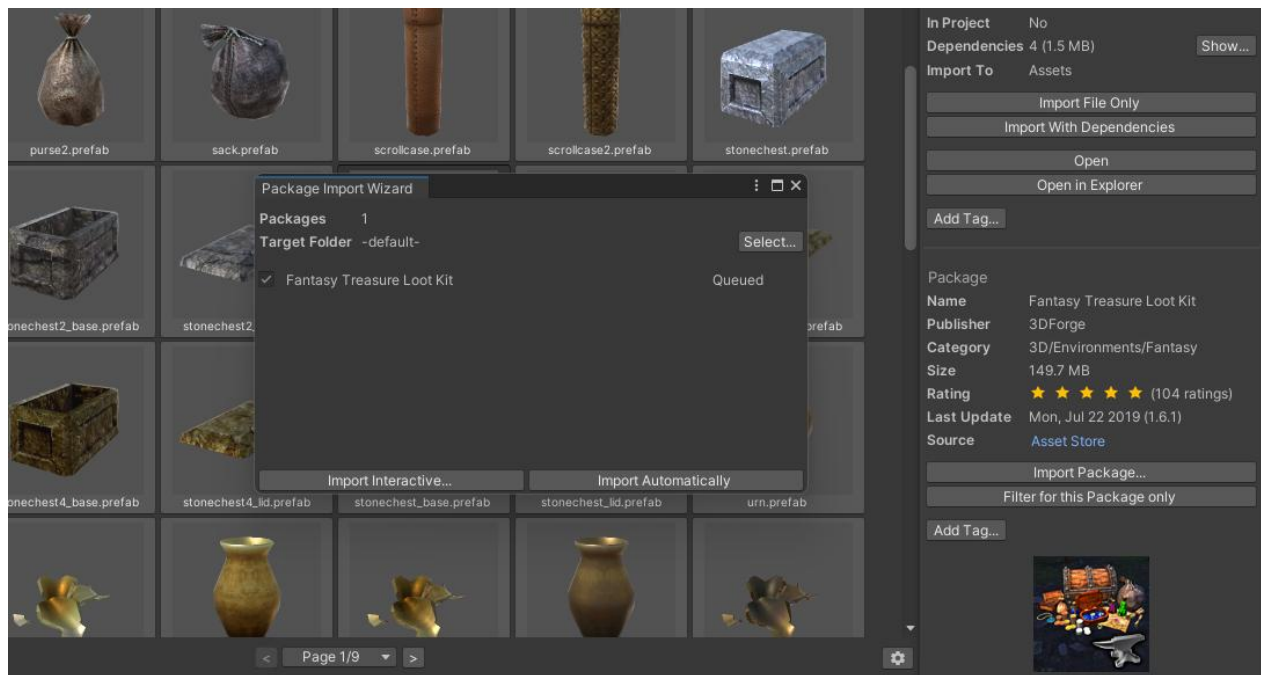 purse2.prefab
sack.prefab
scrollcase.prefab
scrollcase2.prefab
stonechest.prefab
onechest2_base.prefab
stonechest2_
prefab
onechest4_base.prefab
stonechest4_lid.prefab
stonechest_base.prefab
stonechest_lid.prefab
urn.prefab
< Page 1/9 >
Package Import Wizard
Packages 1
Target Folder -default-
Select...
Fantasy Treasure Loot Kit Queued
Import Interactive...
Import Automatically
In Project No
Dependencies 4 (1.5 MB) Show...
Import To Assets
Import File Only
Import With Dependencies
Open
Open in Explorer
Add Tag...
Package
Name Fantasy Treasure Loot Kit
Publisher 3DForge
Category 3D/Environments/Fantasy
Size 149.7 MB
Rating (104 ratings)
Last Update Mon, Jul 22 2019 (1.6.1)
Source Asset Store
Import Package...
Filter for this Package only
Add Tag...